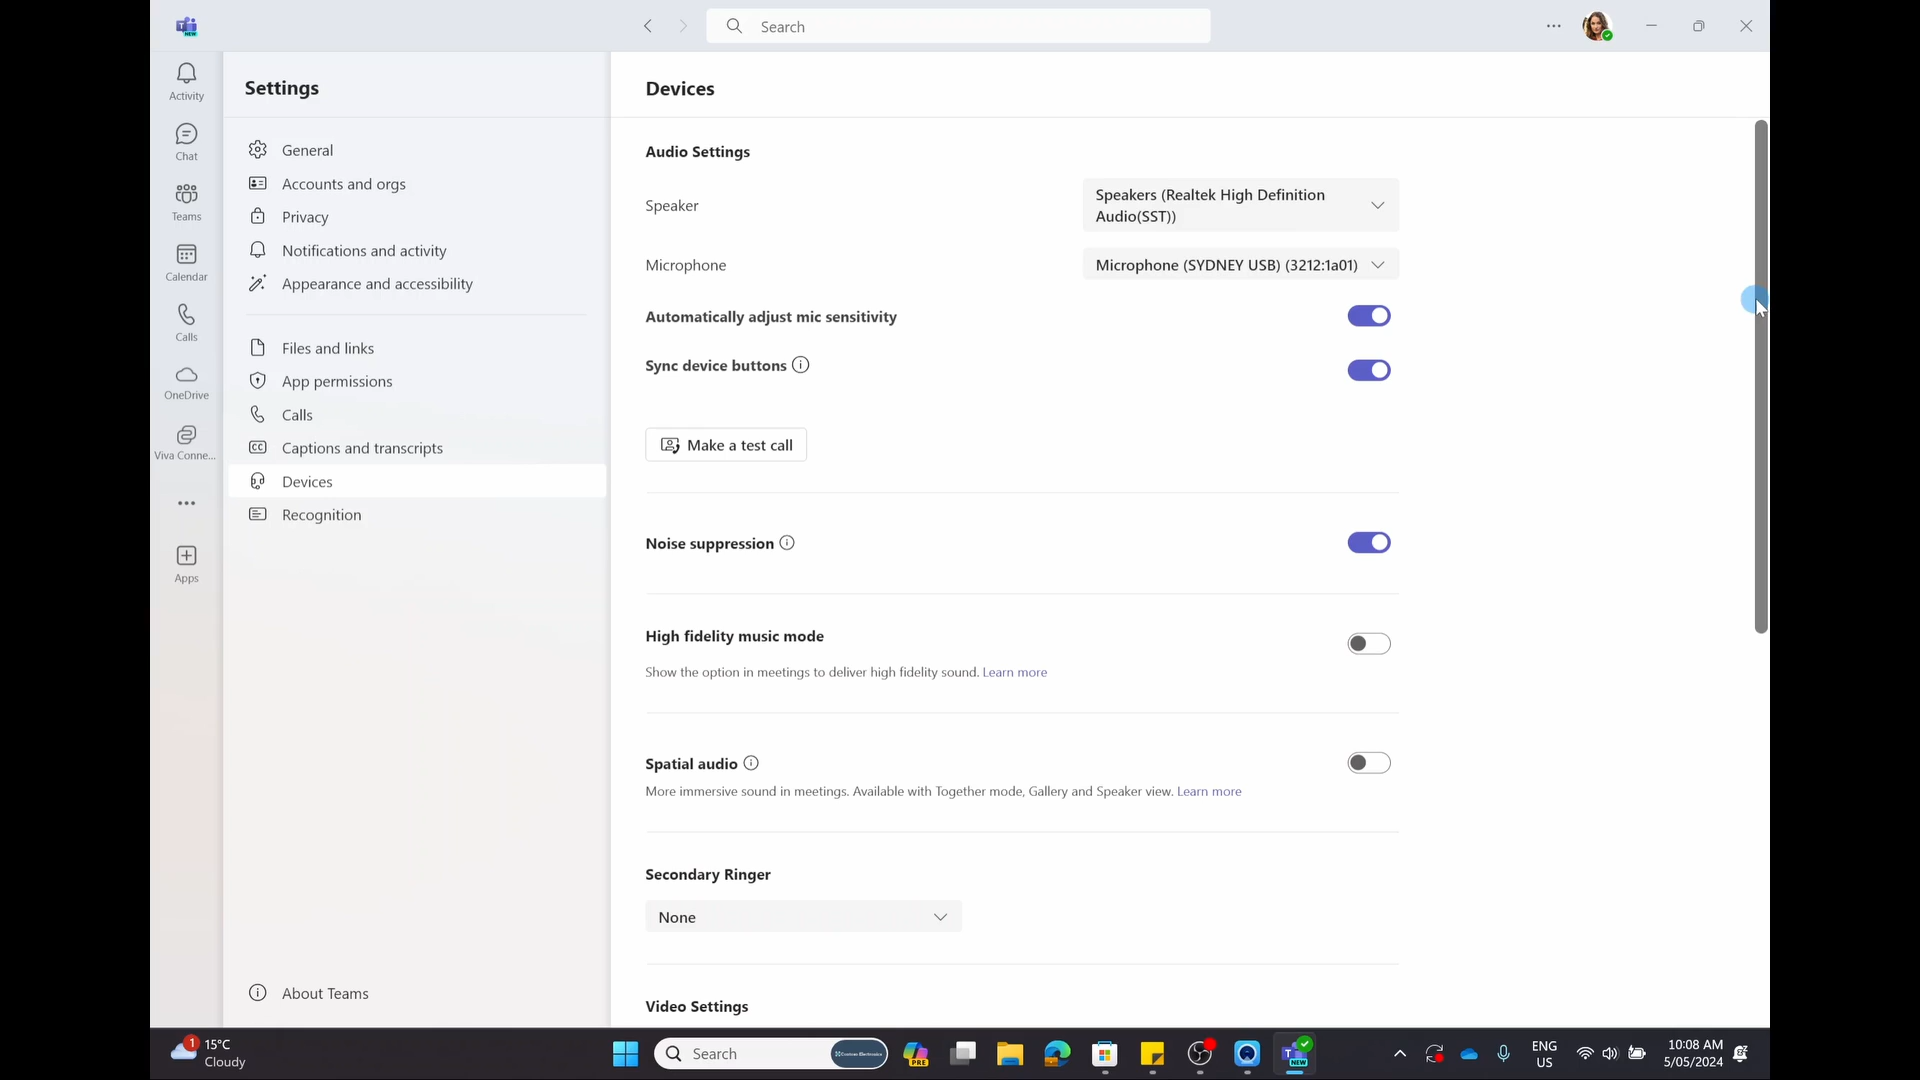 Search
Activity
Chat
Teams
Calendar
Calls
OneDrive
Viva Conne...
Apps
Settings
General
Accounts and orgs
Privacy
Notifications and activity
Appearance and accessibility
Files and links
App permissions
Calls
Captions and transcripts
Devices
Recognition
About Teams
Devices
Audio Settings
Speaker
Speakers (Realtek High Definition
Audio(SST))
Microphone
Microphone (SYDNEY USB) (3212:1a01)
Automatically adjust mic sensitivity
Sync device buttons
Make a test call
Noise suppression
High fidelity music mode
Show the option in meetings to deliver high fidelity sound. Learn more
Spatial audio
More immersive sound in meetings. Available with Together mode, Gallery and Speaker view. Learn more
Secondary Ringer
None
Video Settings
1
15°C
Cloudy
Search
PRE
NEW
ENG
US
10:08 AM
5/05/2024